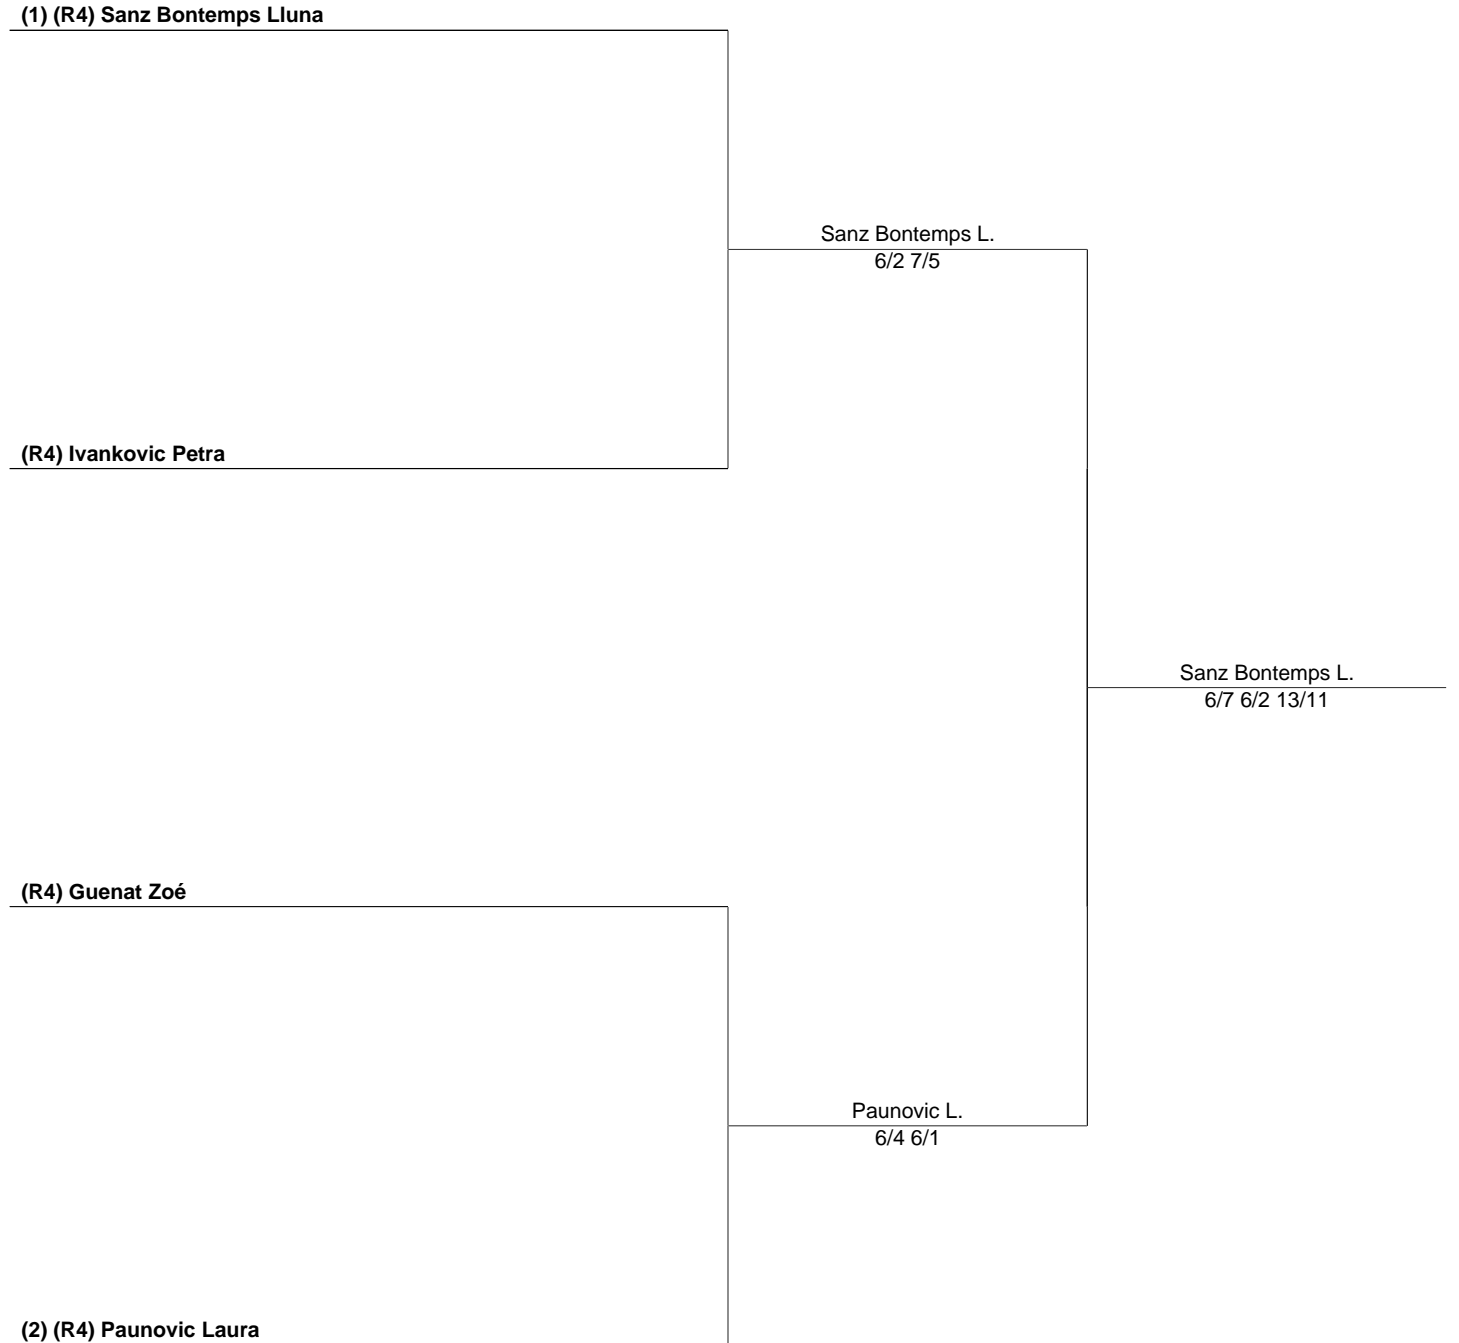 (1) (R4) Sanz Bontemps Lluna
Sanz Bontemps L.
6/2 7/5
(R4) Ivankovic Petra
Sanz Bontemps L.
6/7 6/2 13/11
(R4) Guenat Zoé
Paunovic L.
6/4 6/1
(2) (R4) Paunovic Laura